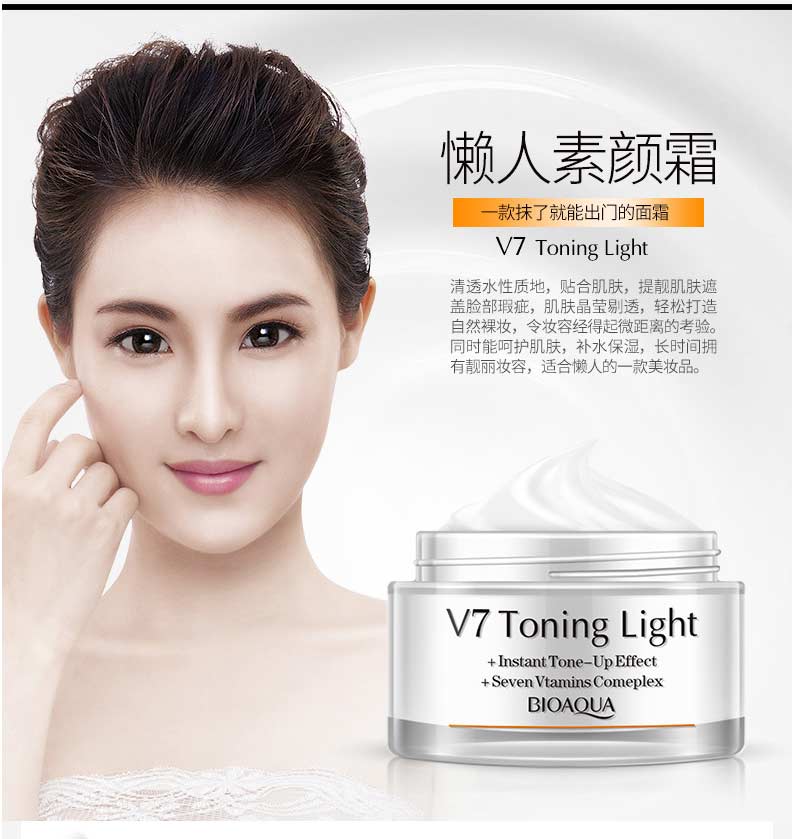 懒人素颜霜
一款抹了就能出门的面霜
V7 Toning Light
清透水性质地，贴合肌肤，提靓肌肤遮
盖脸部瑕疵，肌肤晶莹剔透，轻松打造
自然裸妆，令妆容经得起微距离的考验。
同时能呵护肌肤，补水保湿，长时间拥
有靓丽妆容，适合懒人的一款美妆品。
V7 Toning Light
+Instant Tone-Up Effect
+Seven Vtamins Comeplex
BIOAQUA